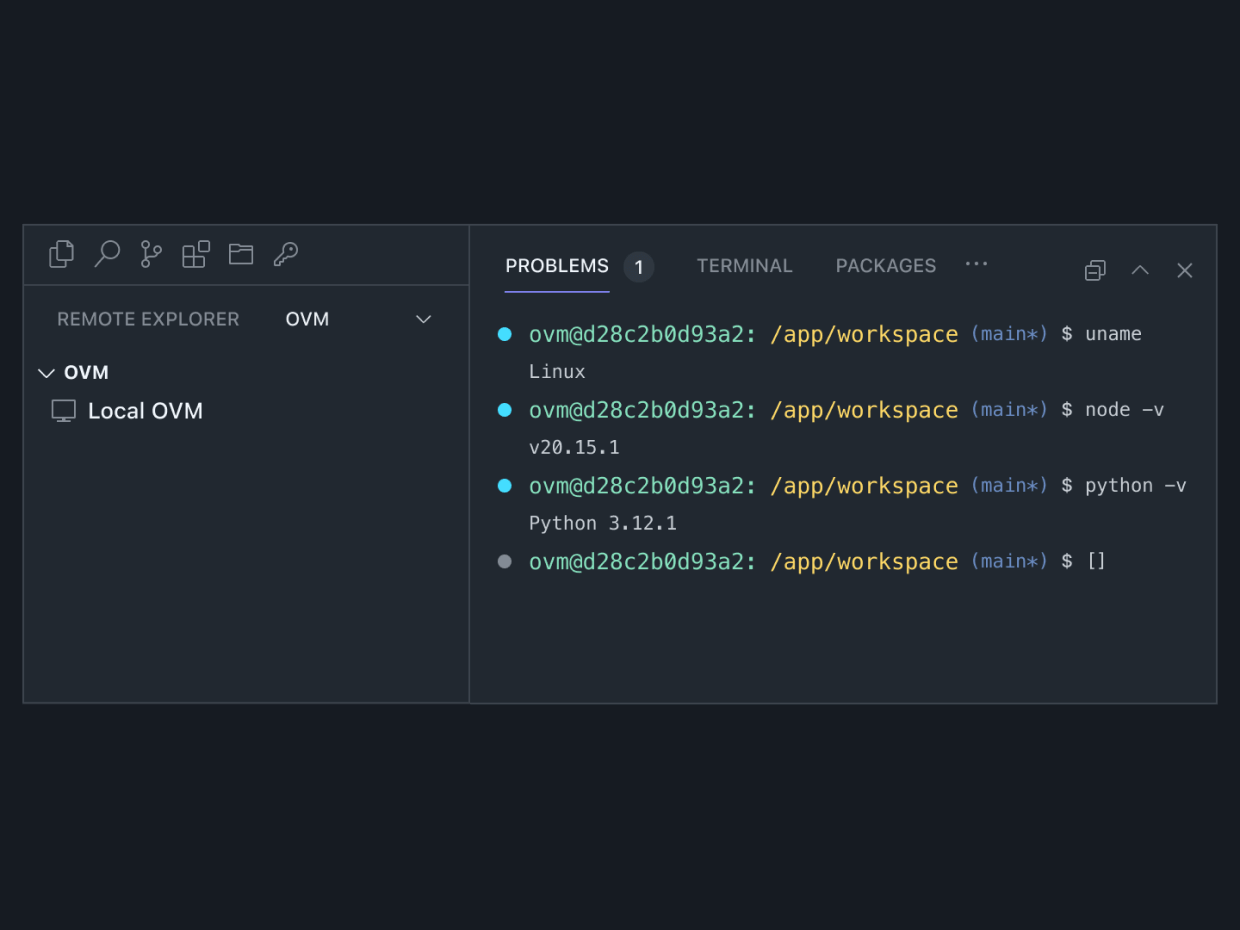 REMOTE EXPLORER OVM
OVM
Local OVM
PROBLEMS 1 TERMINAL PACKAGES ···
ovm@d28c2b0d93a2: /app/workspace (main*) $ uname
Linux
ovm@d28c2b0d93a2: /app/workspace (main*) $ node -v
v20.15.1
ovm@d28c2b0d93a2: /app/workspace (main*) $ python -v
Python 3.12.1
ovm@d28c2b0d93a2: /app/workspace (main*) $ []